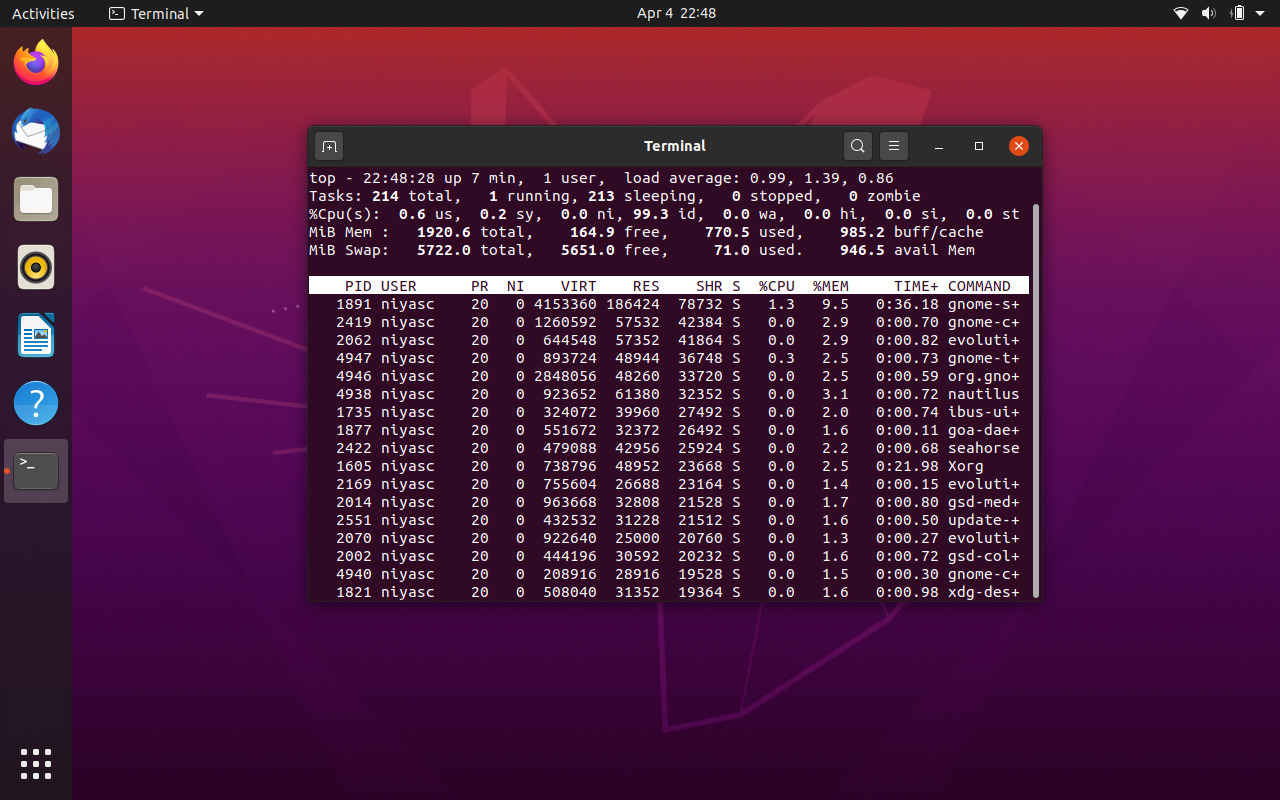 Activities
Terminal
Apr 4 22:48
Terminal
top - 22:48:28 up 7 min,  1 user,  load average: 0.99, 1.39, 0.86
Tasks: 214 total,   1 running, 213 sleeping,   0 stopped,   0 zombie
%Cpu(s):  0.6 us,  0.2 sy,  0.0 ni, 99.3 id,  0.0 wa,  0.0 hi,  0.0 si,  0.0 st
MiB Mem :   1920.6 total,    164.9 free,    770.5 used,    985.2 buff/cache
MiB Swap:   5722.0 total,   5651.0 free,     71.0 used.    946.5 avail Mem
PID USER      PR  NI    VIRT    RES    SHR S  %CPU  %MEM     TIME+ COMMAND
1891 niyasc    20   0 4153360 186424  78732 S   1.3   9.5   0:36.18 gnome-s+
2419 niyasc    20   0 1260592  57532  42384 S   0.0   2.9   0:00.70 gnome-c+
2062 niyasc    20   0  644548  57352  41864 S   0.0   2.9   0:00.82 evoluti+
4947 niyasc    20   0  893724  48944  36748 S   0.3   2.5   0:00.73 gnome-t+
4946 niyasc    20   0 2848056  48260  33720 S   0.0   2.5   0:00.59 org.gno+
4938 niyasc    20   0  923652  61380  32352 S   0.0   3.1   0:00.72 nautilus
1735 niyasc    20   0  324072  39960  27492 S   0.0   2.0   0:00.74 ibus-ui+
1877 niyasc    20   0  551672  32372  26492 S   0.0   1.6   0:00.11 goa-dae+
2422 niyasc    20   0  479088  42956  25924 S   0.0   2.2   0:00.68 seahorse
1605 niyasc    20   0  738796  48952  23668 S   0.0   2.5   0:21.98 Xorg
2169 niyasc    20   0  755604  26688  23164 S   0.0   1.4   0:00.15 evoluti+
2014 niyasc    20   0  963668  32808  21528 S   0.0   1.7   0:00.80 gsd-med+
2551 niyasc    20   0  432532  31228  21512 S   0.0   1.6   0:00.50 update-+
2070 niyasc    20   0  922640  25000  20760 S   0.0   1.3   0:00.27 evoluti+
2002 niyasc    20   0  444196  30592  20232 S   0.0   1.6   0:00.72 gsd-col+
4940 niyasc    20   0  208916  28916  19528 S   0.0   1.5   0:00.30 gnome-c+
1821 niyasc    20   0  508040  31352  19364 S   0.0   1.6   0:00.98 xdg-des+